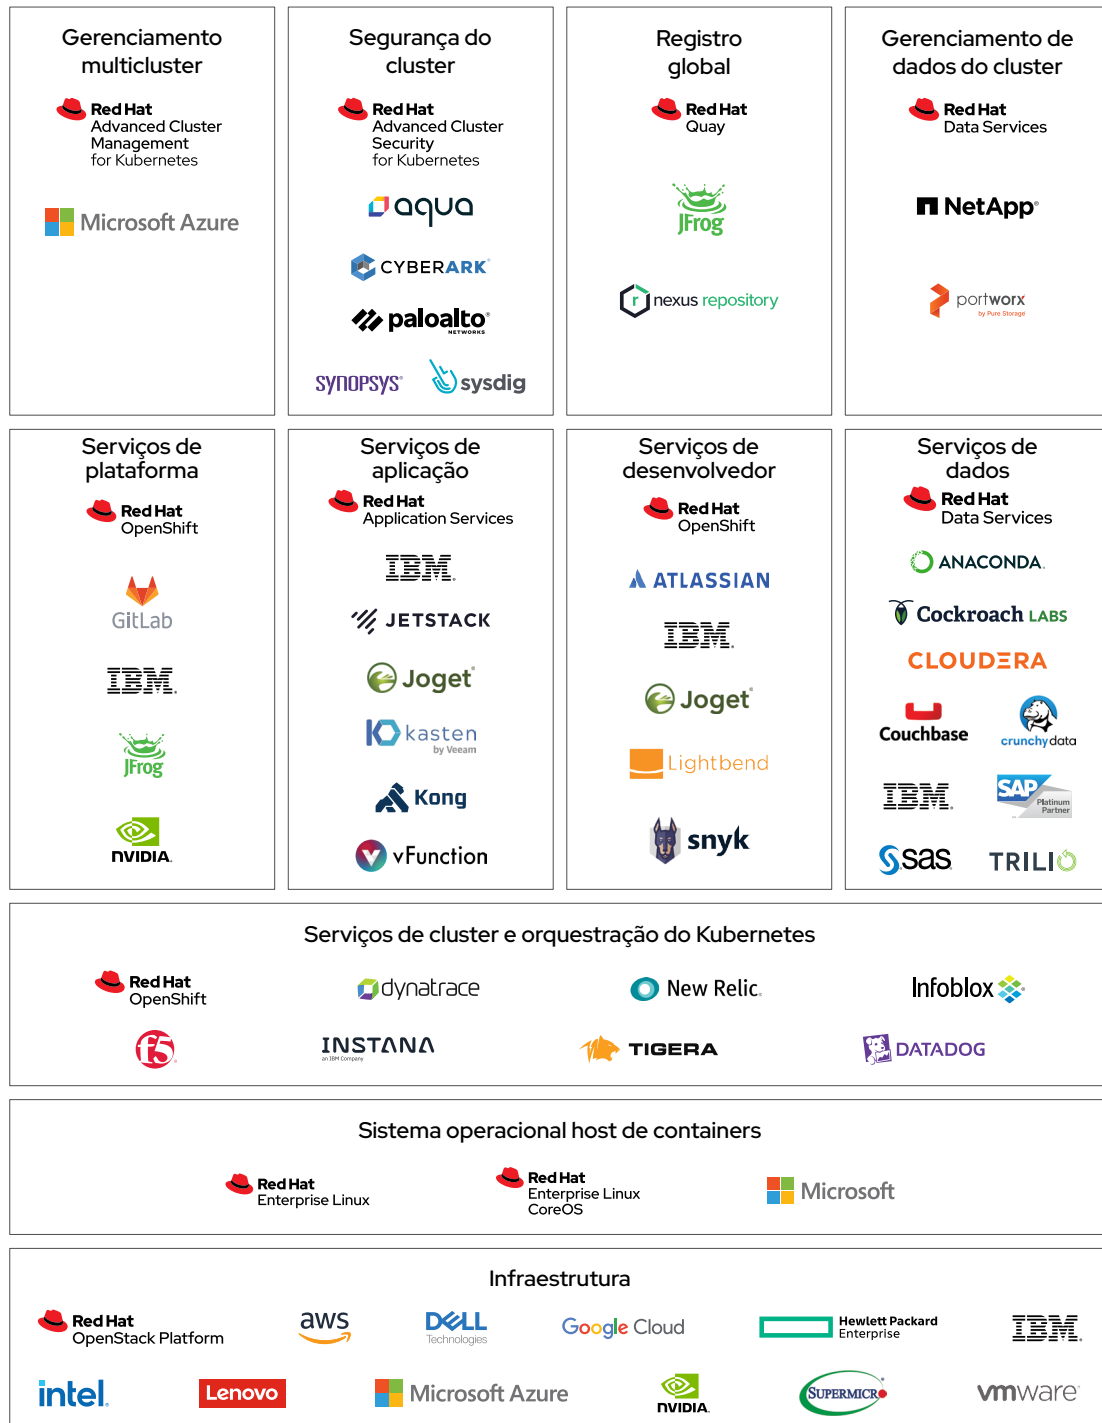 Gerenciamento
multicluster
Red Hat
Advanced Cluster
Management
for Kubernetes
Microsoft Azure
Segurança do
cluster
Red Hat
Advanced Cluster
Security
for Kubernetes
aqua
CYBERARK®
paloalto®
NETWORKS
SYNOPSYS®
sysdig
Registro
global
Red Hat
Quay
JFrog
r nexus repository
Gerenciamento de
dados do cluster
Red Hat
Data Services
NetApp®
portworx
by Pure Storage
Serviços de
plataforma
Red Hat
OpenShift
GitLab
IBM.
JFrog
NVIDIA.
Serviços de
aplicação
Red Hat
Application Services
IBM.
JETSTACK
Joget®
kasten
by Veeam
Kong
vFunction
Serviços de
desenvolvedor
Red Hat
OpenShift
ATLASSIAN
IBM.
Joget®
Lightbend
snyk
Serviços de
dados
Red Hat
Data Services
ANACONDA.
Cockroach LABS
CLOUDERA
Couchbase
crunchydata
IBM.
SAP
Platinum
Partner
sas
TRILIO
Serviços de cluster e orquestração do Kubernetes
Red Hat
OpenShift
dynatrace
New Relic.
Infoblox
f5
INSTANA
an IBM Company
TIGERA
DATADOG
Sistema operacional host de containers
Red Hat
Enterprise Linux
Red Hat
Enterprise Linux
CoreOS
Microsoft
Infraestrutura
Red Hat
OpenStack Platform
aws
DELL
Technologies
Google Cloud
Hewlett Packard
Enterprise
IBM.
intel.
Lenovo
Microsoft Azure
NVIDIA.
SUPERMICRO
vmware®